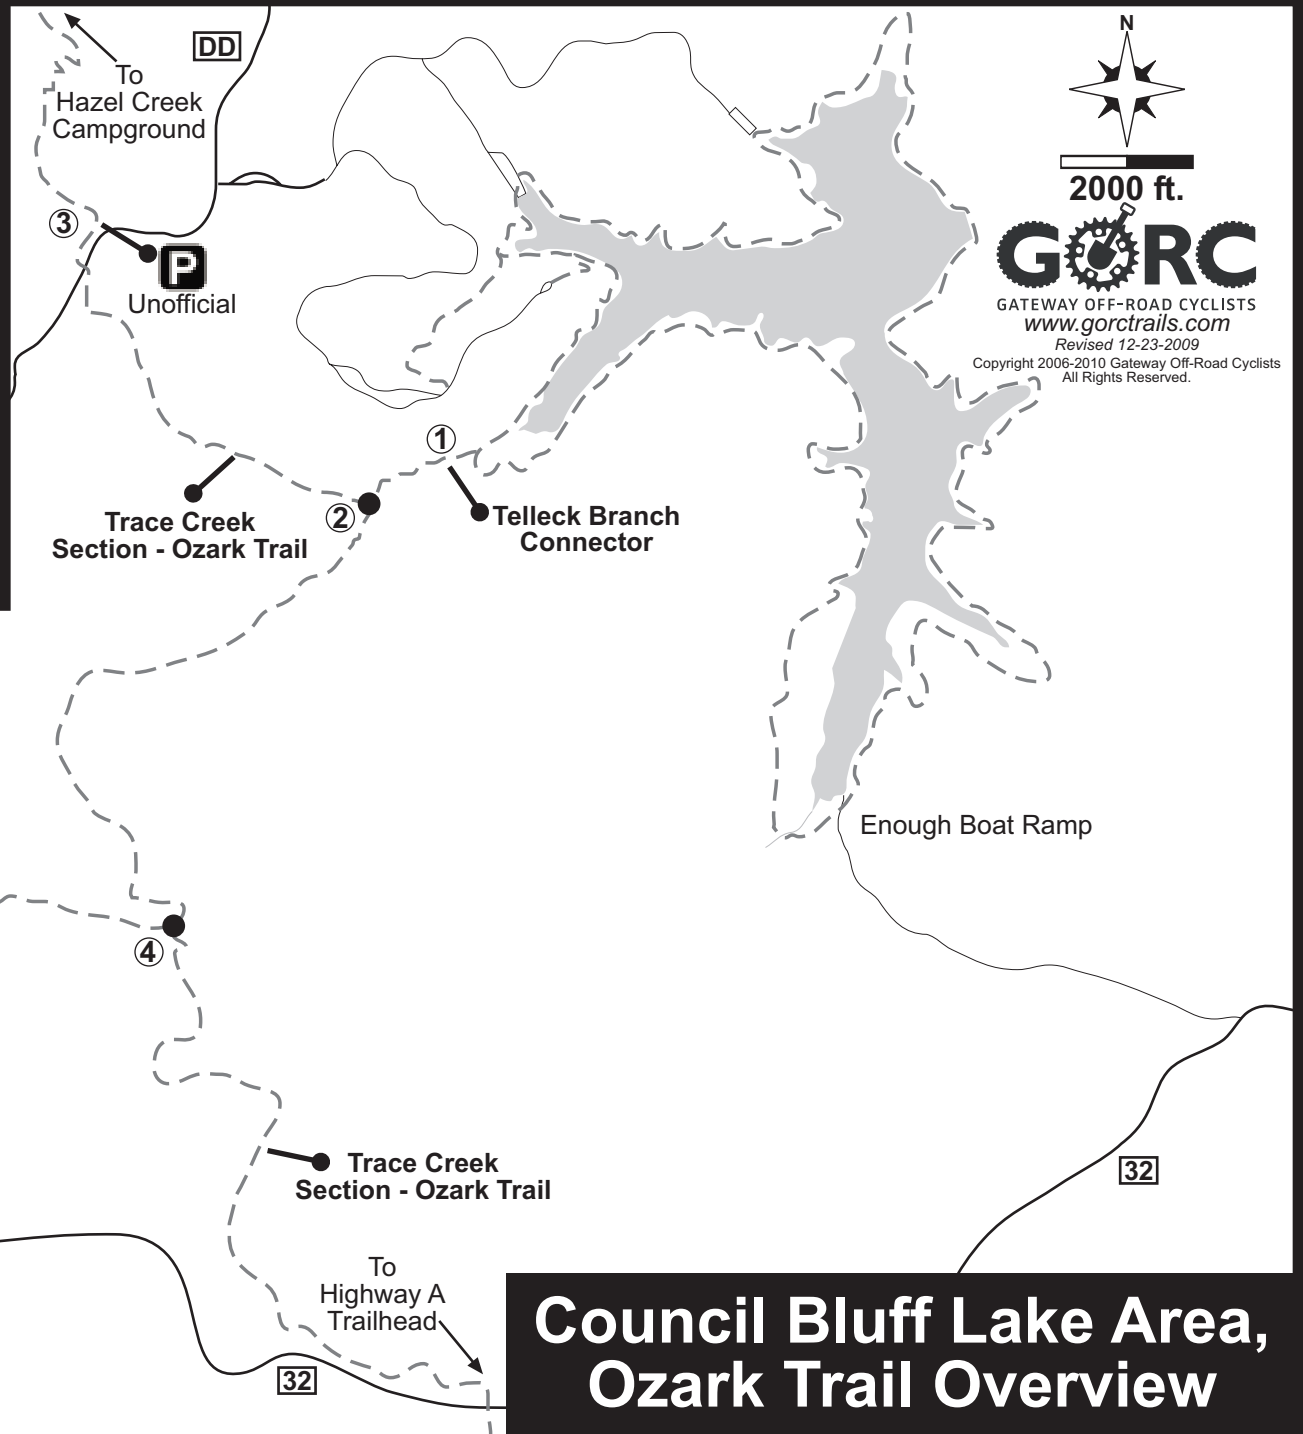 DD
To
Hazel Creek
Campground
N
2000 ft.
GORC
GATEWAY OFF-ROAD CYCLISTS
www.gorctrails.com
Revised 12-23-2009
Copyright 2006-2010 Gateway Off-Road Cyclists
All Rights Reserved.
3
P
Unofficial
1
2
Trace Creek
Section - Ozark Trail
Telleck Branch
Connector
Enough Boat Ramp
4
Trace Creek
Section - Ozark Trail
32
To
Highway A
Trailhead
32
Council Bluff Lake Area,
Ozark Trail Overview